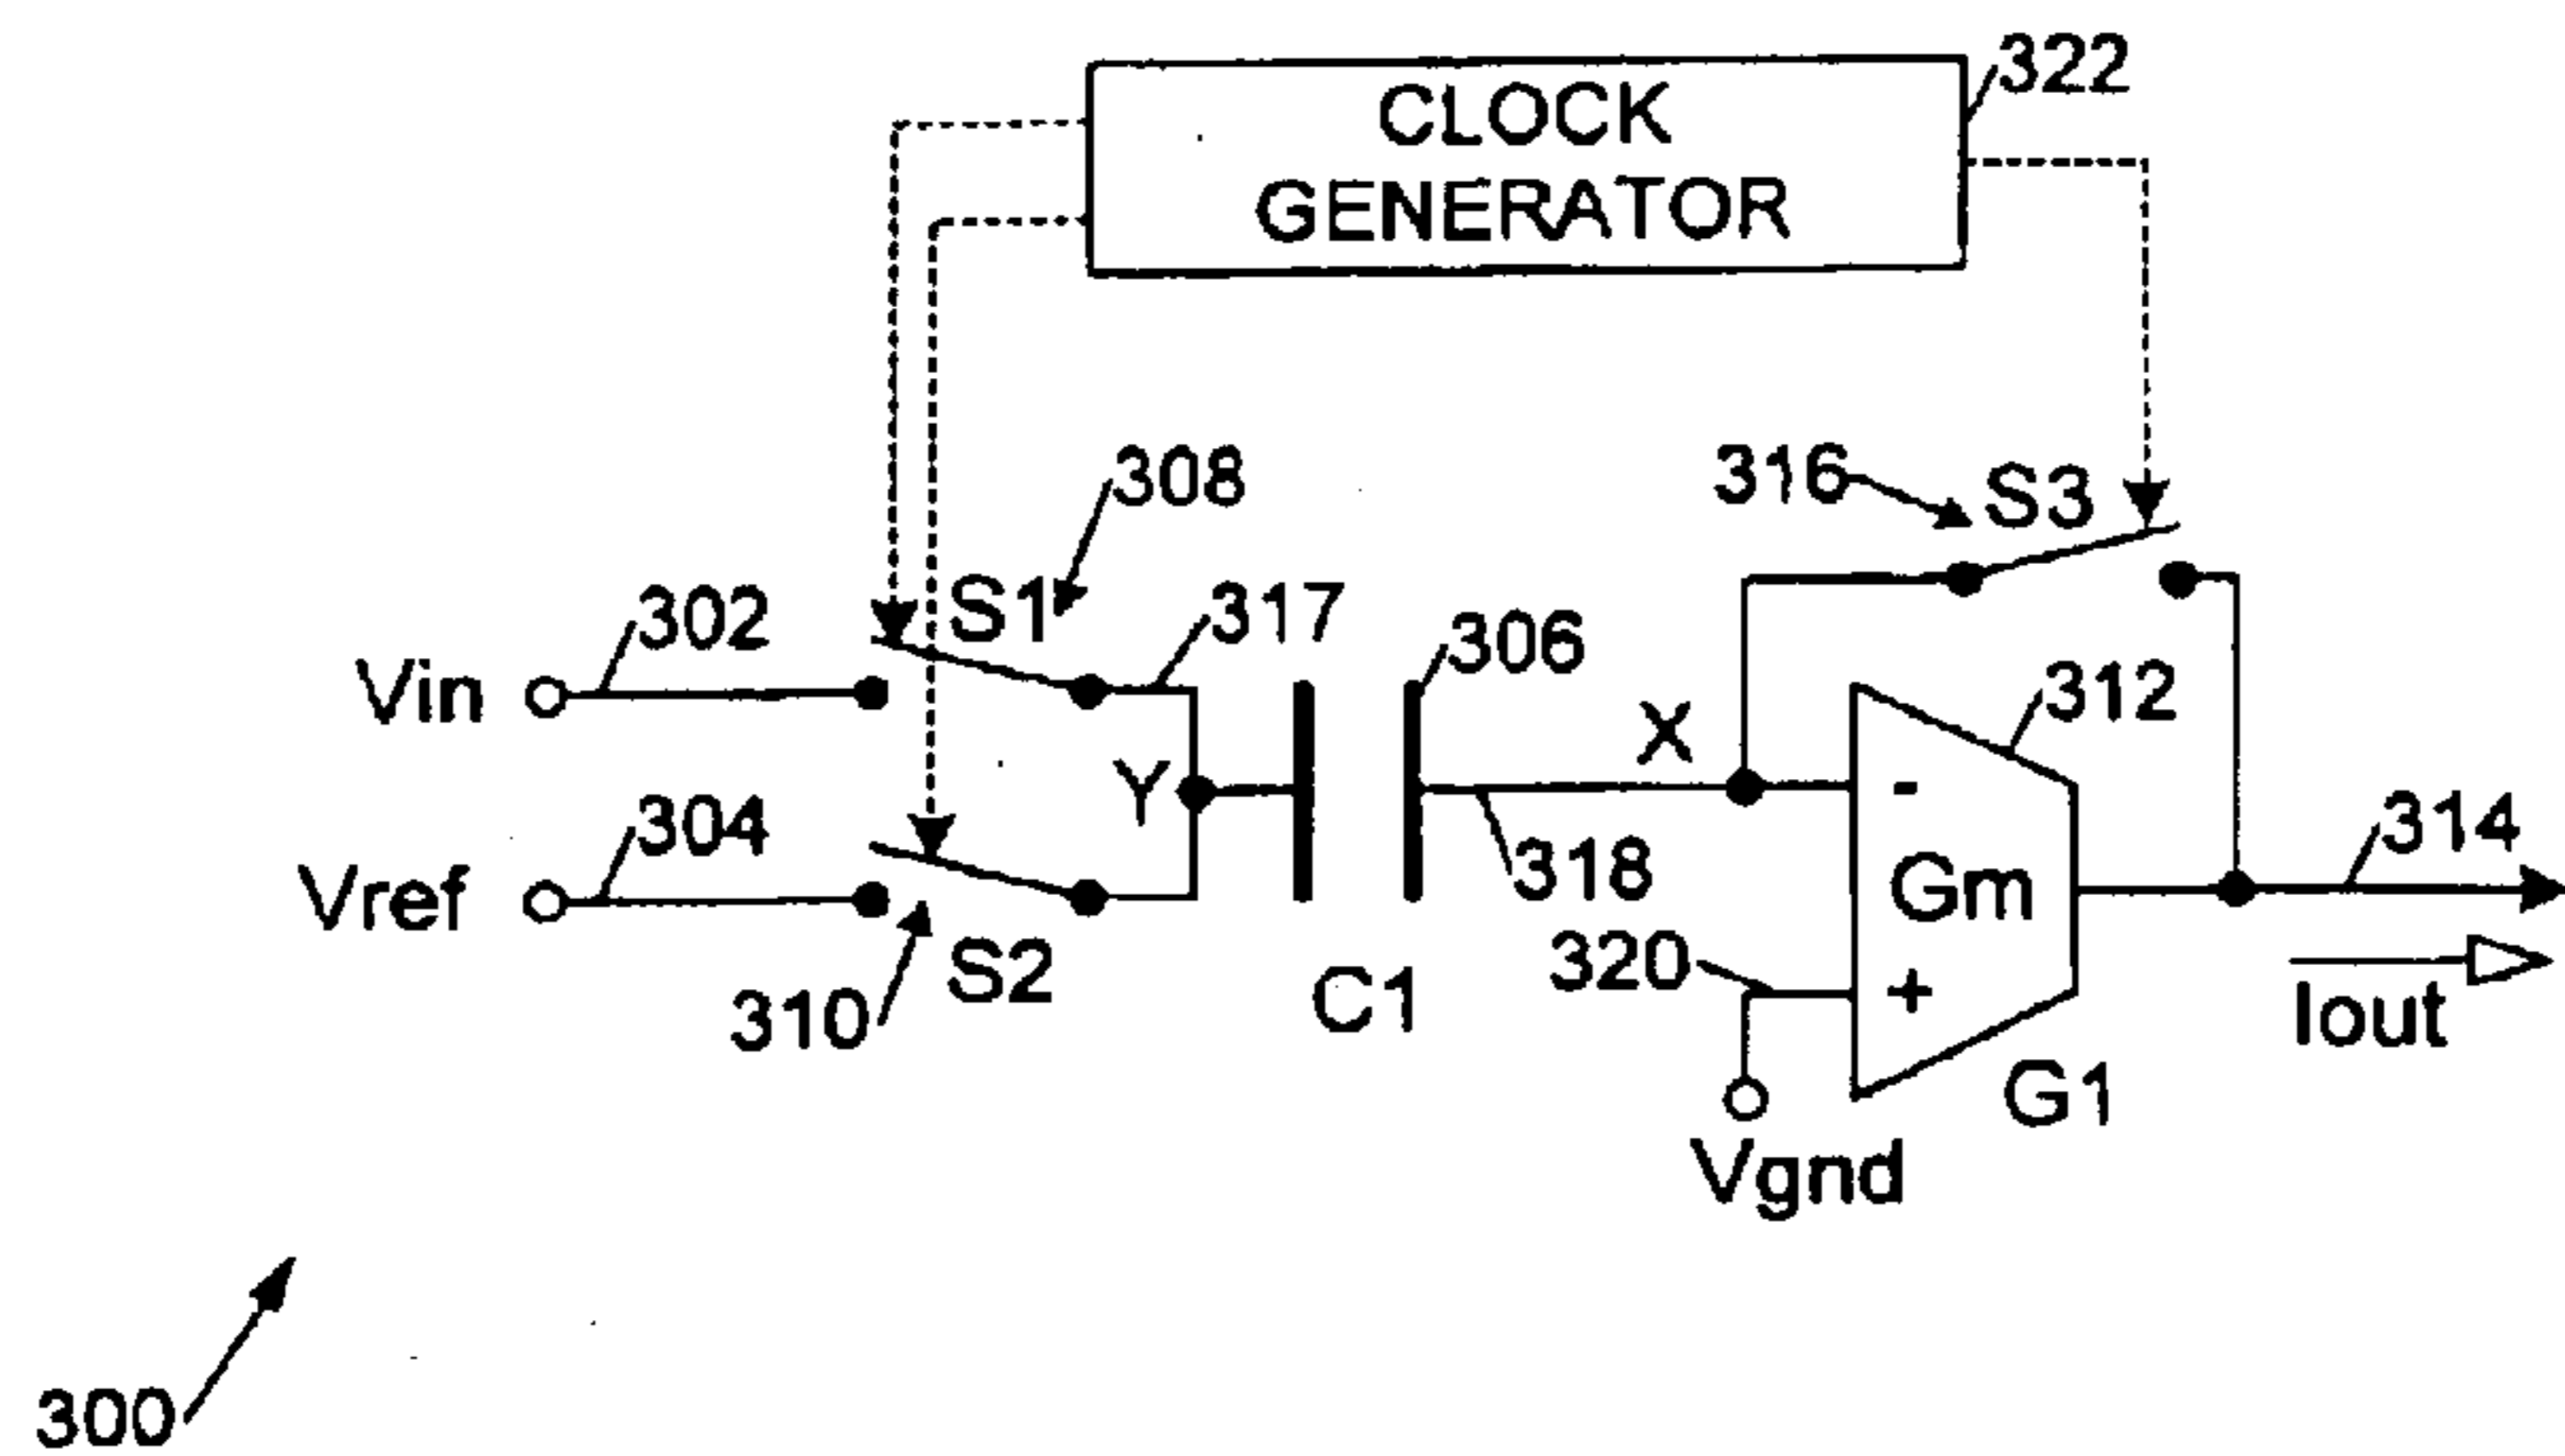 322
CLOCK
GENERATOR
308
316
S3
S1
317
302
306
Vin
312
X
Y
-
304
314
318
Gm
Vref
320
S2
+
310
C1
Iout
G1
Vgnd
300